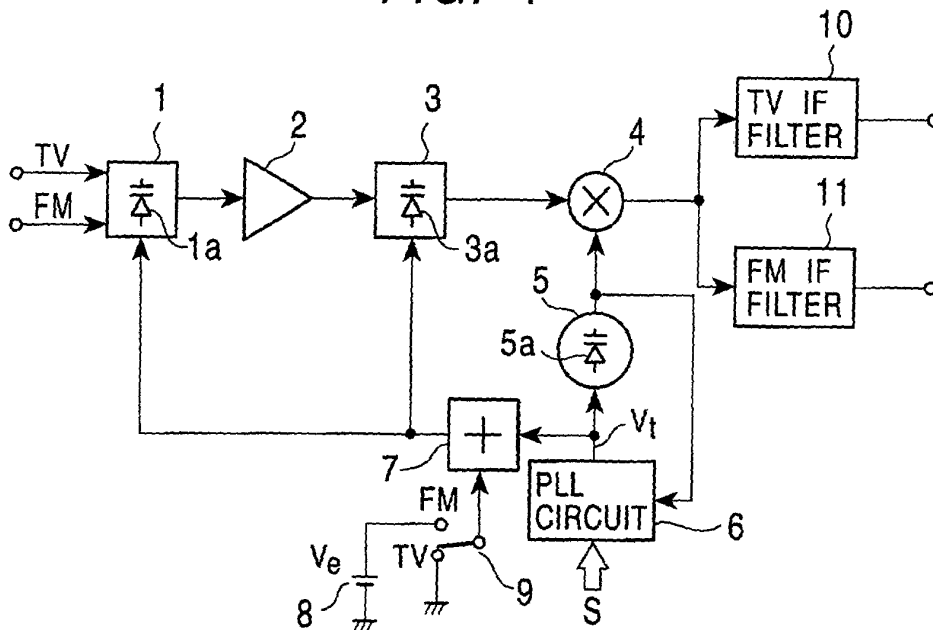 FIG. 1
10
TV IF
FILTER
1
2
3
4
TV
FM
1a
3a
11
FM IF
FILTER
5
5a
Vt
7
FM
PLL
CIRCUIT
6
Ve
TV
8
9
S